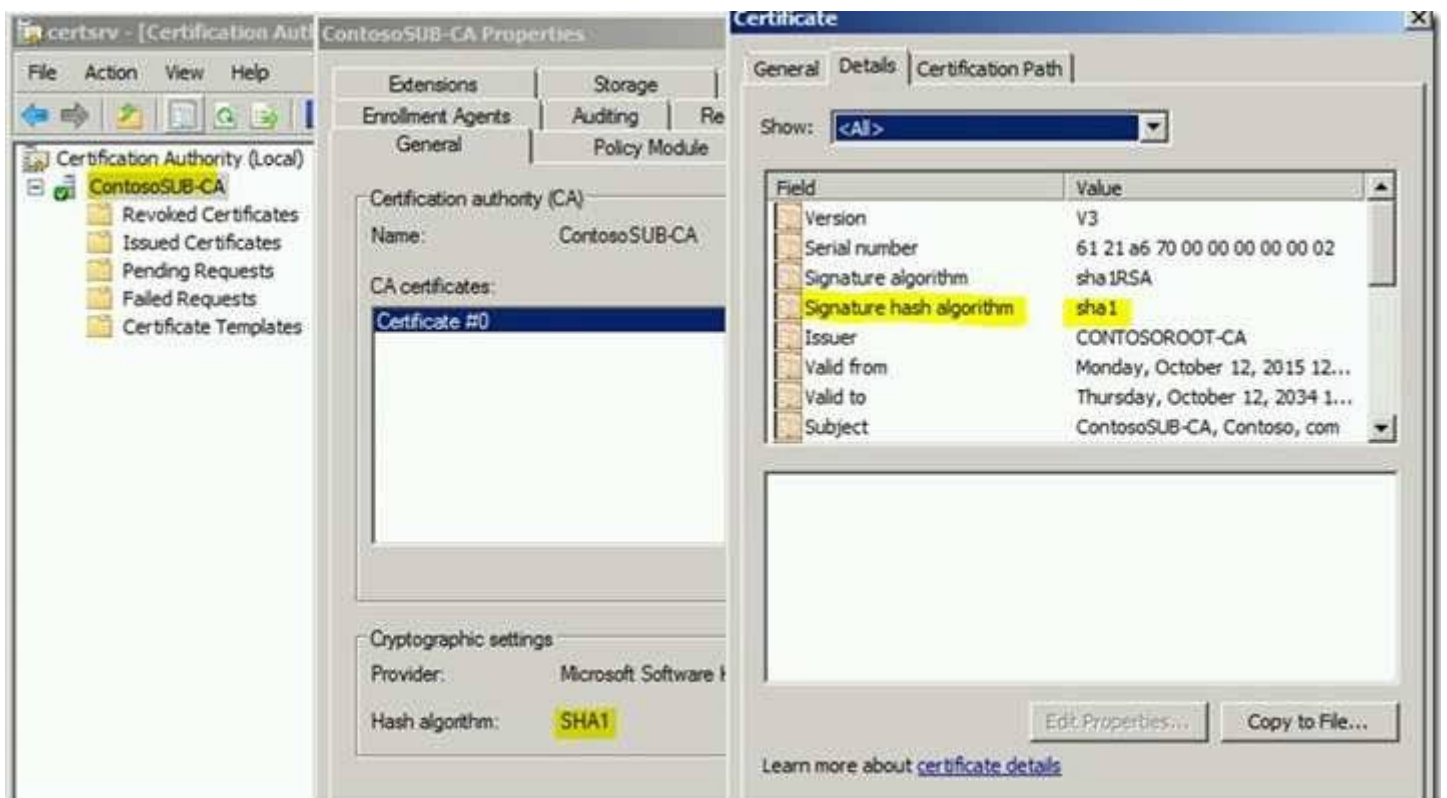 certsrv - [Certification Aut
File Action View Help
Certification Authority (Local)
ContosoSUB-CA
Revoked Certificates
Issued Certificates
Pending Requests
Failed Requests
Certificate Templates
ContosoSUB-CA Properties
Extensions Storage
Enrollment Agents Auditing Re
General Policy Module
Certification authority (CA)
Name: ContosoSUB-CA
CA certificates:
Certificate #0
Cryptographic settings
Provider: Microsoft Software
Hash algorithm: SHA1
Certificate
General Details Certification Path
Show: <All>
Field Value
Version V3
Serial number 61 21 a6 70 00 00 00 00 00 02
Signature algorithm sha1RSA
Signature hash algorithm sha1
Issuer CONTOSOROOT-CA
Valid from Monday, October 12, 2015 12...
Valid to Thursday, October 12, 2034 1...
Subject ContosoSUB-CA, Contoso, com
Edit Properties... Copy to File...
Learn more about certificate details